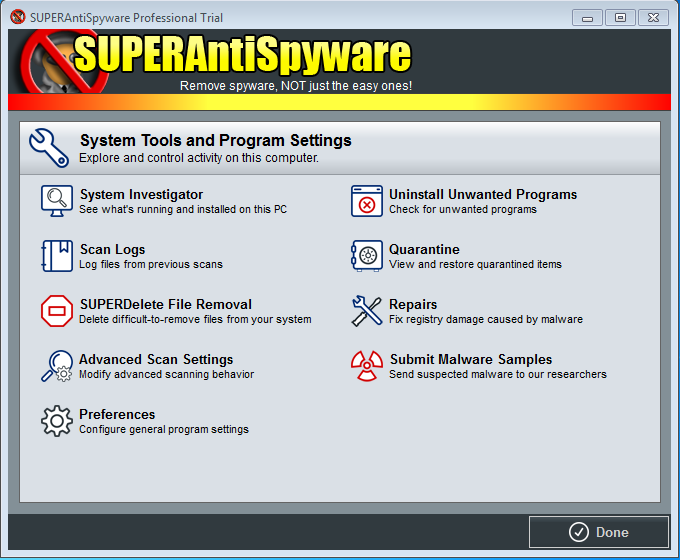 SUPERAntiSpyware Professional Trial
SUPERAntiSpyware
Remove spyware, NOT just the easy ones!
System Tools and Program Settings
Explore and control activity on this computer.
System Investigator
See what's running and installed on this PC
Uninstall Unwanted Programs
Check for unwanted programs
Scan Logs
Log files from previous scans
Quarantine
View and restore quarantined items
SUPERDelete File Removal
Delete difficult-to-remove files from your system
Repairs
Fix registry damage caused by malware
Advanced Scan Settings
Modify advanced scanning behavior
Submit Malware Samples
Send suspected malware to our researchers
Preferences
Configure general program settings
Done